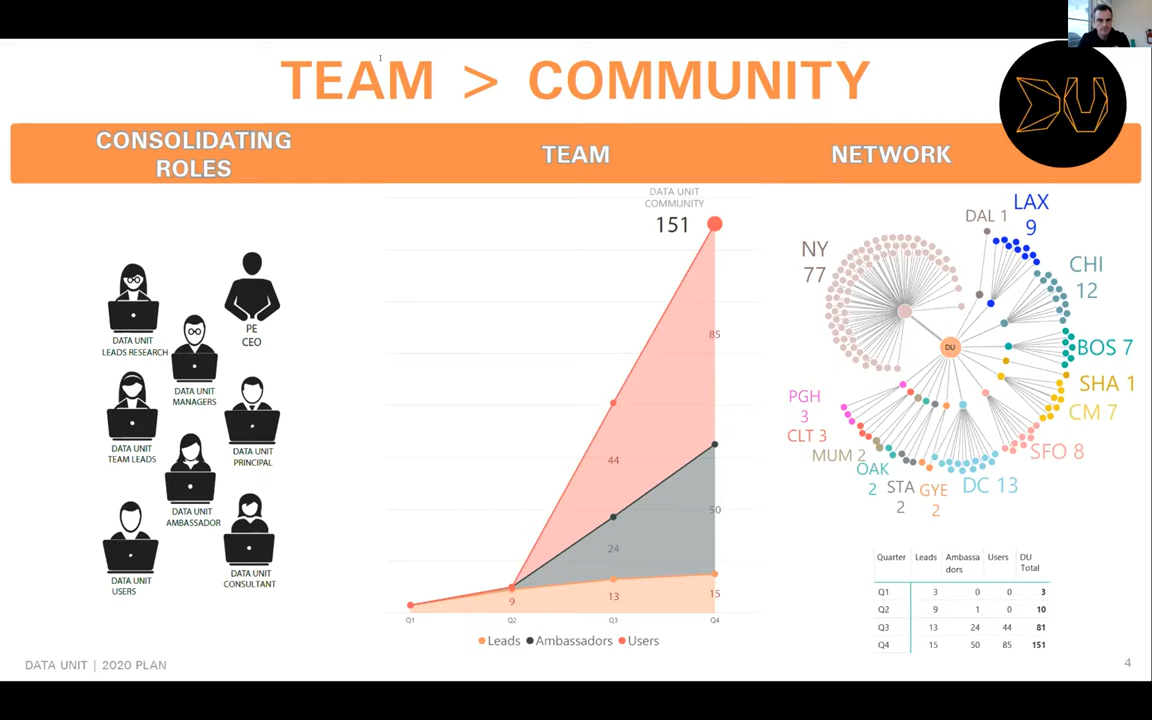 TEAM > COMMUNITY
CONSOLIDATING
ROLES
TEAM
NETWORK
DATA UNIT
LEADS RESEARCH
PE
CEO
DATA UNIT
MANAGERS
DATA UNIT
TEAM LEADS
DATA UNIT
PRINCIPAL
DATA UNIT
AMBASSADOR
DATA UNIT
USERS
DATA UNIT
CONSULTANT
DATA UNIT
COMMUNITY
151
85
44
50
24
9
13
15
Q1
Q2
Q3
Q4
Leads
Ambassadors
Users
DAL 1
LAX
9
NY
77
CHI
12
DU
BOS 7
SHA 1
CM 7
PGH
3
CLT 3
MUM 2
OAK
2
STA
2
GYE
2
DC 13
SFO 8
Quarter Leads Ambassa Users DU
dors Total
Q1 3 0 0 3
Q2 9 1 0 10
Q3 13 24 44 81
Q4 15 50 85 151
DATA UNIT | 2020 PLAN
4